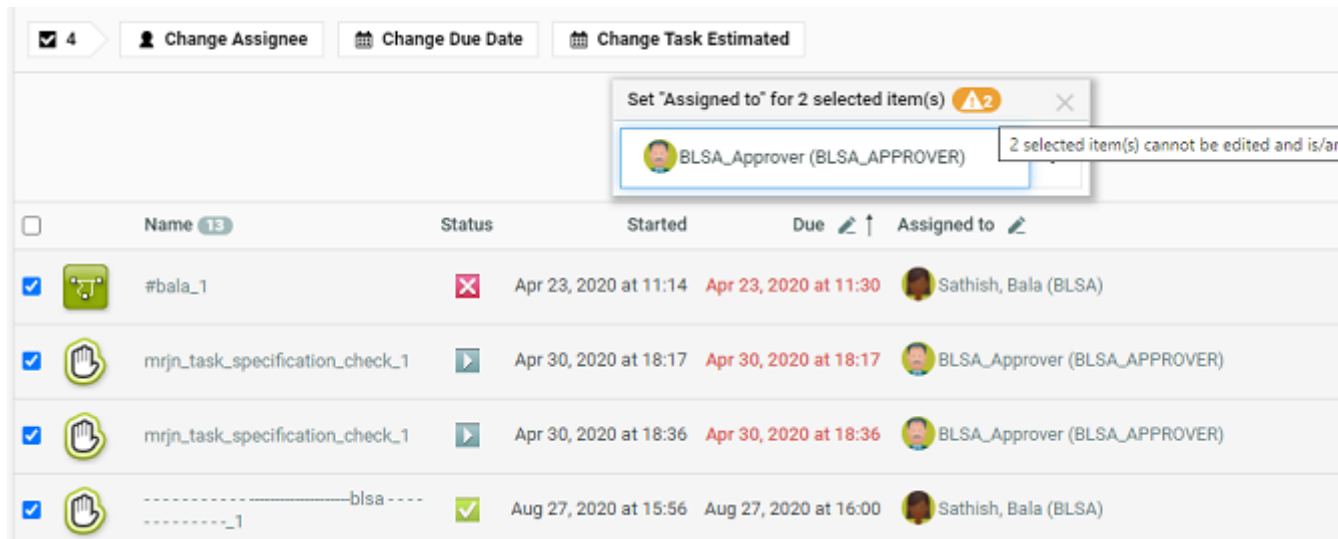 4 Change Assignee Change Due Date Change Task Estimated
Set "Assigned to" for 2 selected item(s) 2
2 selected item(s) cannot be edited and is/ar
BLSA_Approver (BLSA_APPROVER)
Name 13 Status Started Due Assigned to
#bala_1 Apr 23, 2020 at 11:14 Apr 23, 2020 at 11:30 Sathish, Bala (BLSA)
mrjn_task_specification_check_1 Apr 30, 2020 at 18:17 Apr 30, 2020 at 18:17 BLSA_Approver (BLSA_APPROVER)
mrjn_task_specification_check_1 Apr 30, 2020 at 18:36 Apr 30, 2020 at 18:36 BLSA_Approver (BLSA_APPROVER)
- - - - - - - - - - - --------------------blsa - - - -
- - - - - - - - - -_1 Aug 27, 2020 at 15:56 Aug 27, 2020 at 16:00 Sathish, Bala (BLSA)